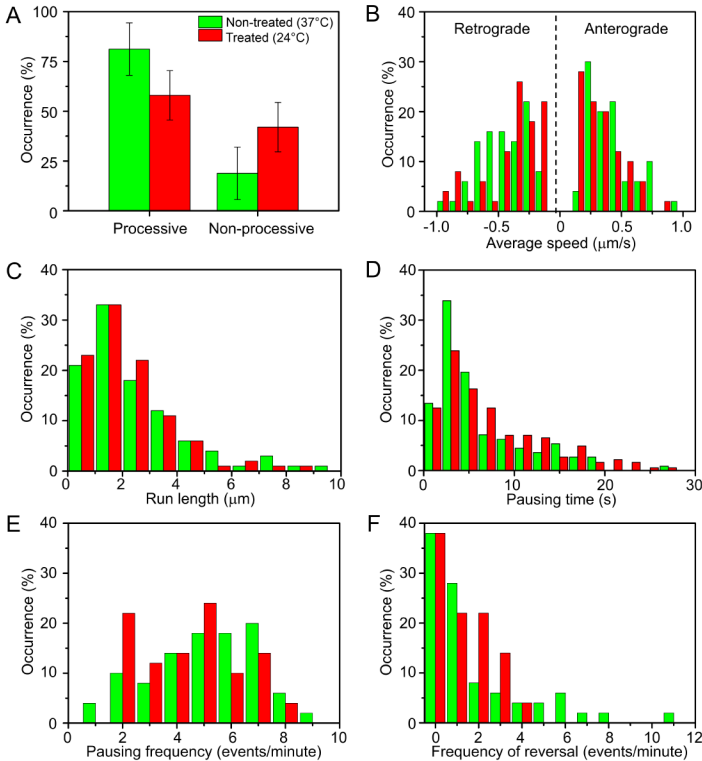 A
Non-treated (37°C)
Treated (24°C)
Occurrence (%)
100
75
50
25
0
Processive
Non-processive
B
Retrograde
Anterograde
Occurrence (%)
40
30
20
10
0
-1.0
-0.5
0
0.5
1.0
Average speed (μm/s)
C
Occurrence (%)
40
30
20
10
0
0
2
4
6
8
10
Run length (μm)
D
Occurrence (%)
40
30
20
10
0
0
10
20
30
Pausing time (s)
E
Occurrence (%)
40
30
20
10
0
0
2
4
6
8
10
Pausing frequency (events/minute)
F
Occurrence (%)
40
30
20
10
0
0
2
4
6
8
10
12
Frequency of reversal (events/minute)